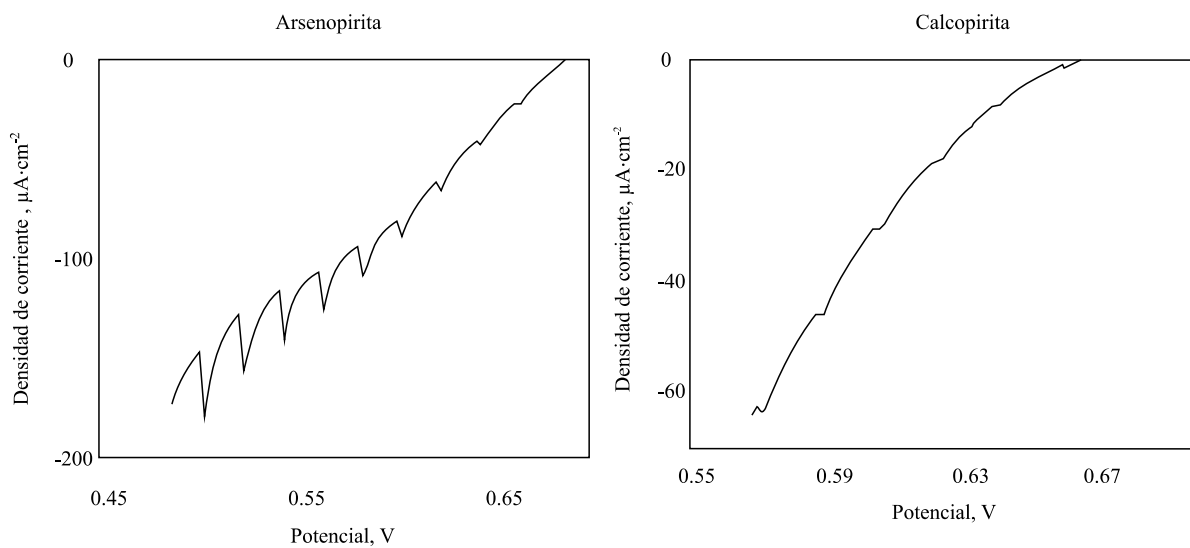 Arsenopirita
0
-100
-200
0.45
0.55
0.65
Densidad de corriente , µA·cm-2
Potencial, V
Calcopirita
0
-20
-40
-60
0.55
0.59
0.63
0.67
Densidad de corriente, µA·cm-2
Potencial, V